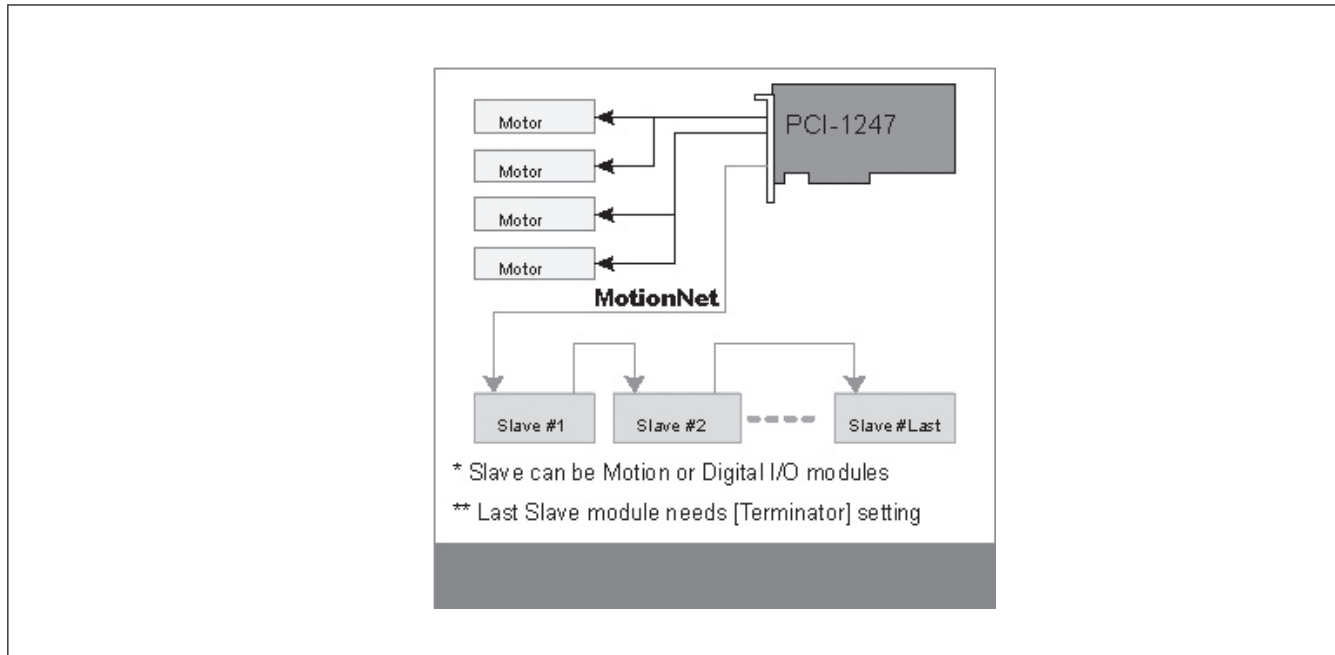 PCI-1247
Motor
Motor
Motor
Motor
MotionNet
Slave #1
Slave #2
Slave #Last
* Slave can be Motion or Digital I/O modules
** Last Slave module needs [Terminator] setting